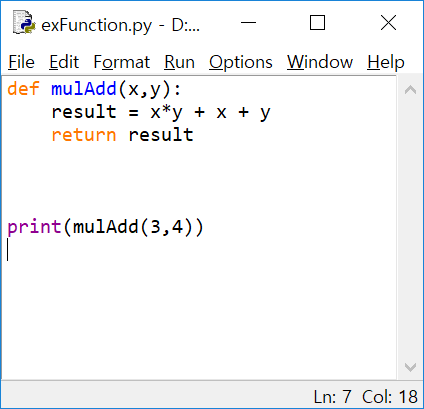 exFunction.py - D:...
File Edit Format Run Options Window Help
def mulAdd(x,y):
    result = x*y + x + y
    return result
print(mulAdd(3,4))
Ln: 7 Col: 18